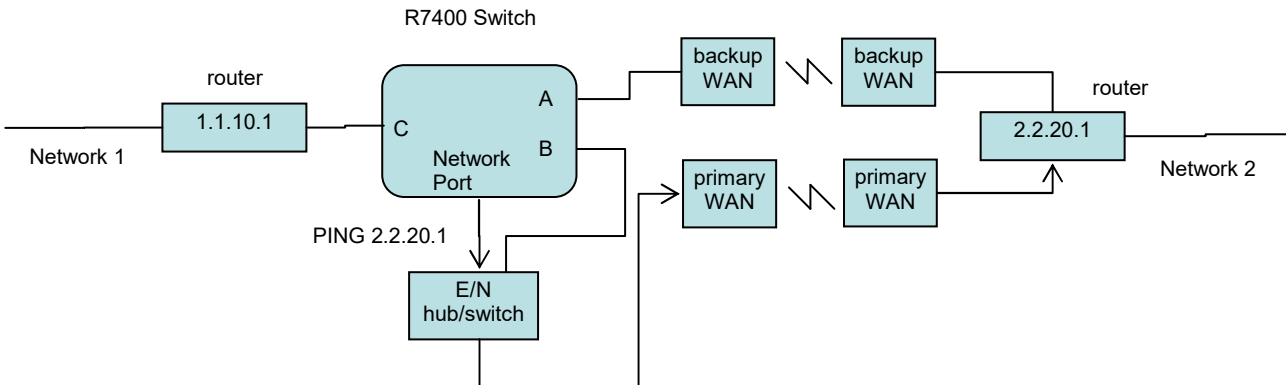 R7400 Switch
router
1.1.10.1
Network 1
C
A
B
Network
Port
backup
WAN
backup
WAN
router
2.2.20.1
Network 2
primary
WAN
primary
WAN
PING 2.2.20.1
E/N
hub/switch